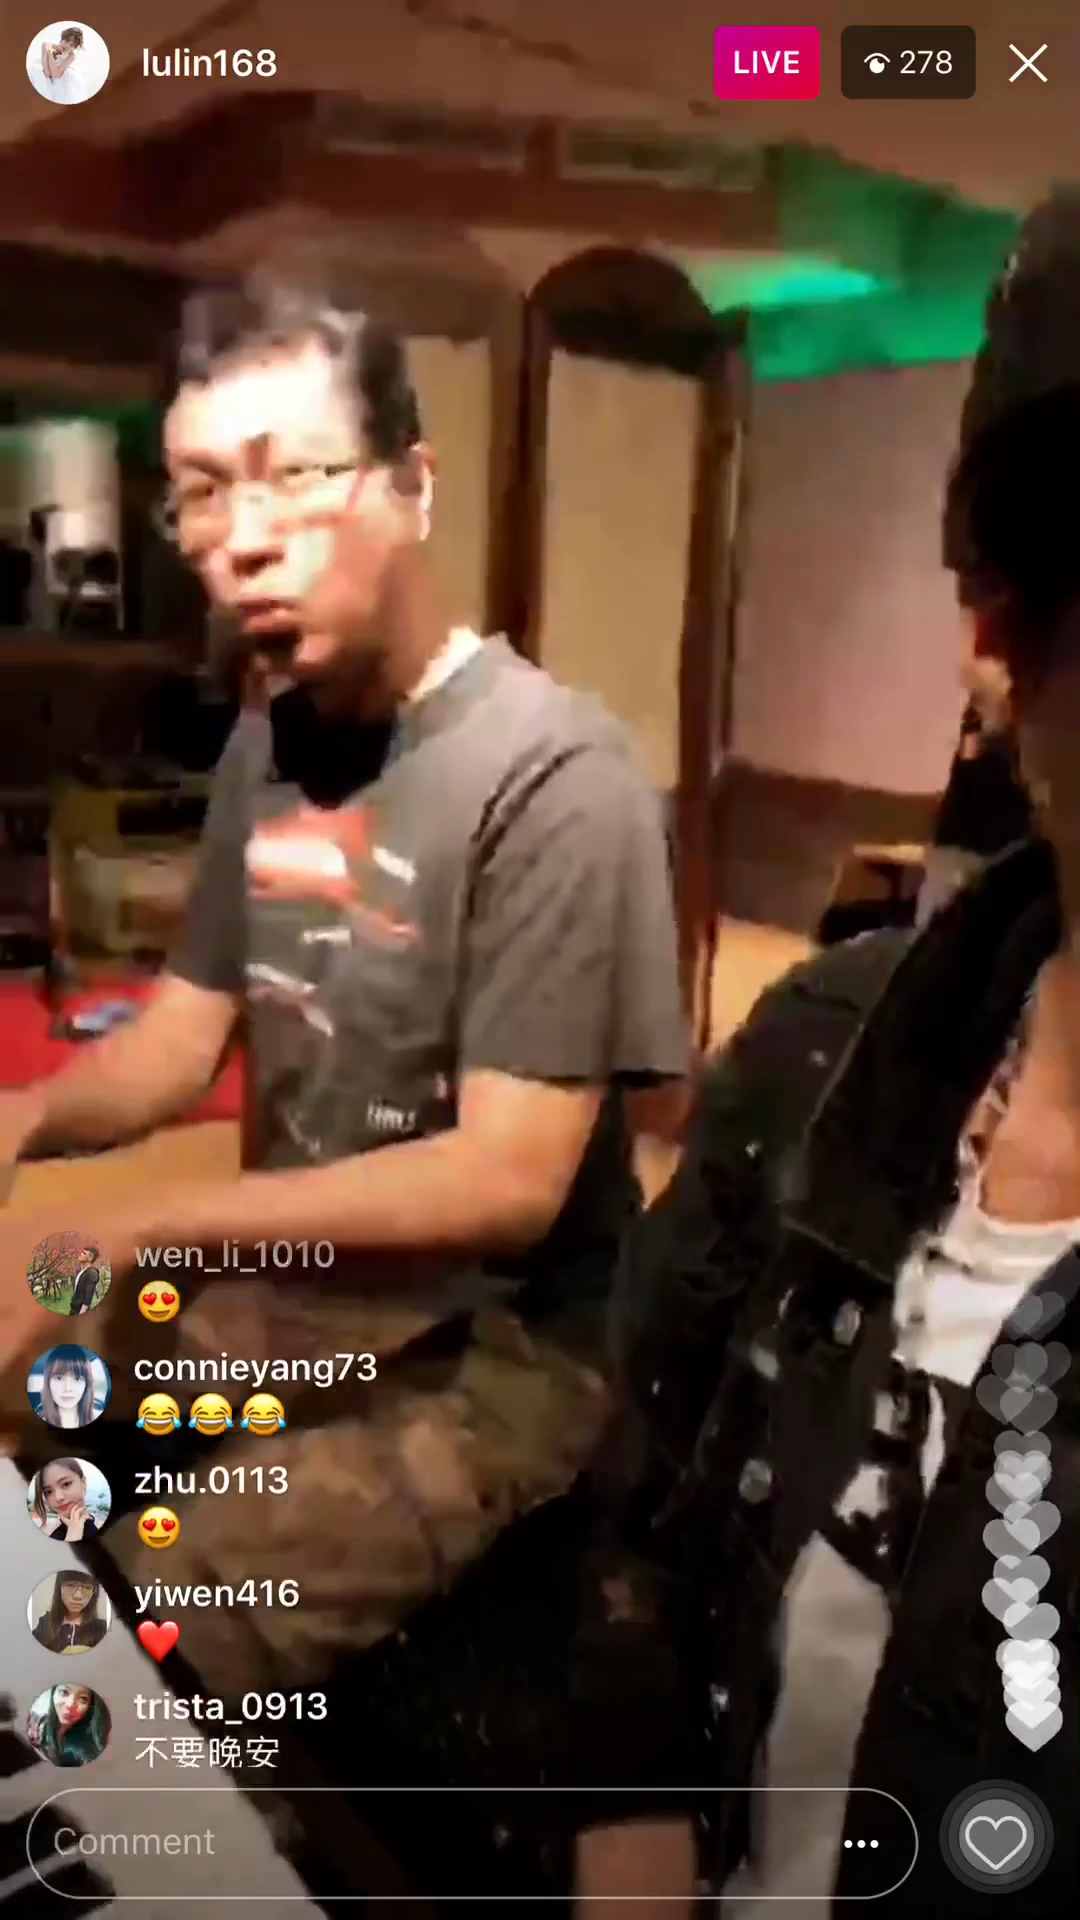 lulin168
LIVE
278
wen_li_1010
😍
connieyang73
😂😂😂
zhu.0113
😍
yiwen416
❤️
trista_0913
不要晚安
Comment